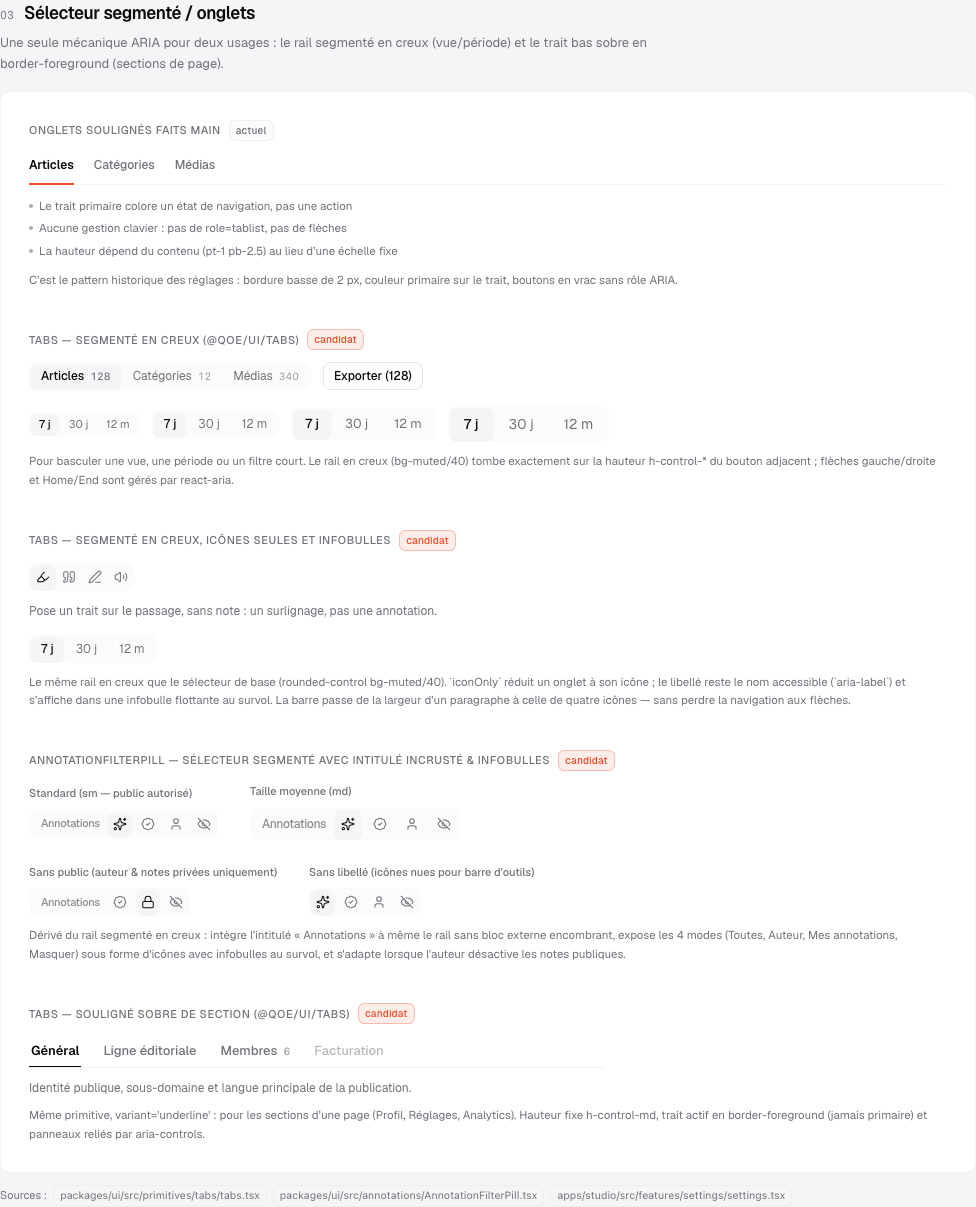 03 Sélecteur segmenté / onglets
Une seule mécanique ARIA pour deux usages : le rail segmenté en creux (vue/période) et le trait bas sobre en
border-foreground (sections de page).
ONGLETS SOULIGNÉS FAITS MAIN actuel
Articles Catégories Médias
Le trait primaire colore un état de navigation, pas une action
Aucune gestion clavier : pas de role=tablist, pas de flèches
La hauteur dépend du contenu (pt-1 pb-2.5) au lieu d'une échelle fixe
C'est le pattern historique des réglages : bordure basse de 2 px, couleur primaire sur le trait, boutons en vrac sans rôle ARIA.
TABS — SEGMENTÉ EN CREUX (@QOE/UI/TABS) candidat
Articles 128 Catégories 12 Médias 340 Exporter (128)
7 j 30 j 12 m 7 j 30 j 12 m 7 j 30 j 12 m 7 j 30 j 12 m
Pour basculer une vue, une période ou un filtre court. Le rail en creux (bg-muted/40) tombe exactement sur la hauteur h-control-* du bouton adjacent ; flèches gauche/droite
et Home/End sont gérés par react-aria.
TABS — SEGMENTÉ EN CREUX, ICÔNES SEULES ET INFOBULLES candidat
Pose un trait sur le passage, sans note : un surlignage, pas une annotation.
7 j 30 j 12 m
Le même rail en creux que le sélecteur de base (rounded-control bg-muted/40). `iconOnly` réduit un onglet à son icône ; le libellé reste le nom accessible (`aria-label`) et
s'affiche dans une infobulle flottante au survol. La barre passe de la largeur d'un paragraphe à celle de quatre icônes — sans perdre la navigation aux flèches.
ANNOTATIONFILTERPILL — SÉLECTEUR SEGMENTÉ AVEC INTITULÉ INCRUSTÉ & INFOBULLES candidat
Standard (sm — public autorisé) Taille moyenne (md)
Annotations Annotations
Sans public (auteur & notes privées uniquement) Sans libellé (icônes nues pour barre d'outils)
Annotations
Dérivé du rail segmenté en creux : intègre l'intitulé « Annotations » à même le rail sans bloc externe encombrant, expose les 4 modes (Toutes, Auteur, Mes annotations,
Masquer) sous forme d'icônes avec infobulles au survol, et s'adapte lorsque l'auteur désactive les notes publiques.
TABS — SOULIGNÉ SOBRE DE SECTION (@QOE/UI/TABS) candidat
Général Ligne éditoriale Membres 6 Facturation
Identité publique, sous-domaine et langue principale de la publication.
Même primitive, variant='underline' : pour les sections d'une page (Profil, Réglages, Analytics). Hauteur fixe h-control-md, trait actif en border-foreground (jamais primaire) et
panneaux reliés par aria-controls.
Sources : packages/ui/src/primitives/tabs/tabs.tsx packages/ui/src/annotations/AnnotationFilterPill.tsx apps/studio/src/features/settings/settings.tsx